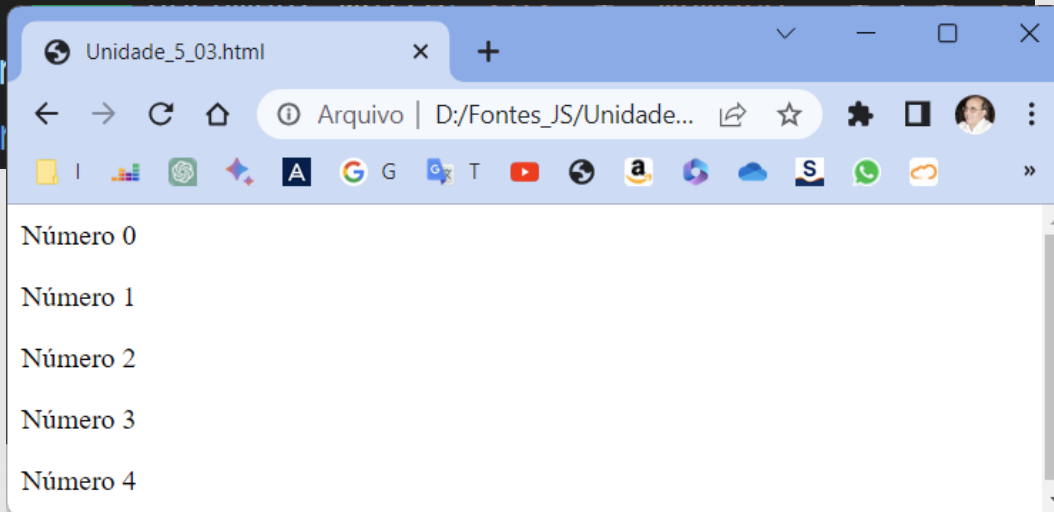 Unidade_5_03.html
Arquivo | D:/Fontes_JS/Unidade...
I A G G T a S »
Número 0
Número 1
Número 2
Número 3
Número 4